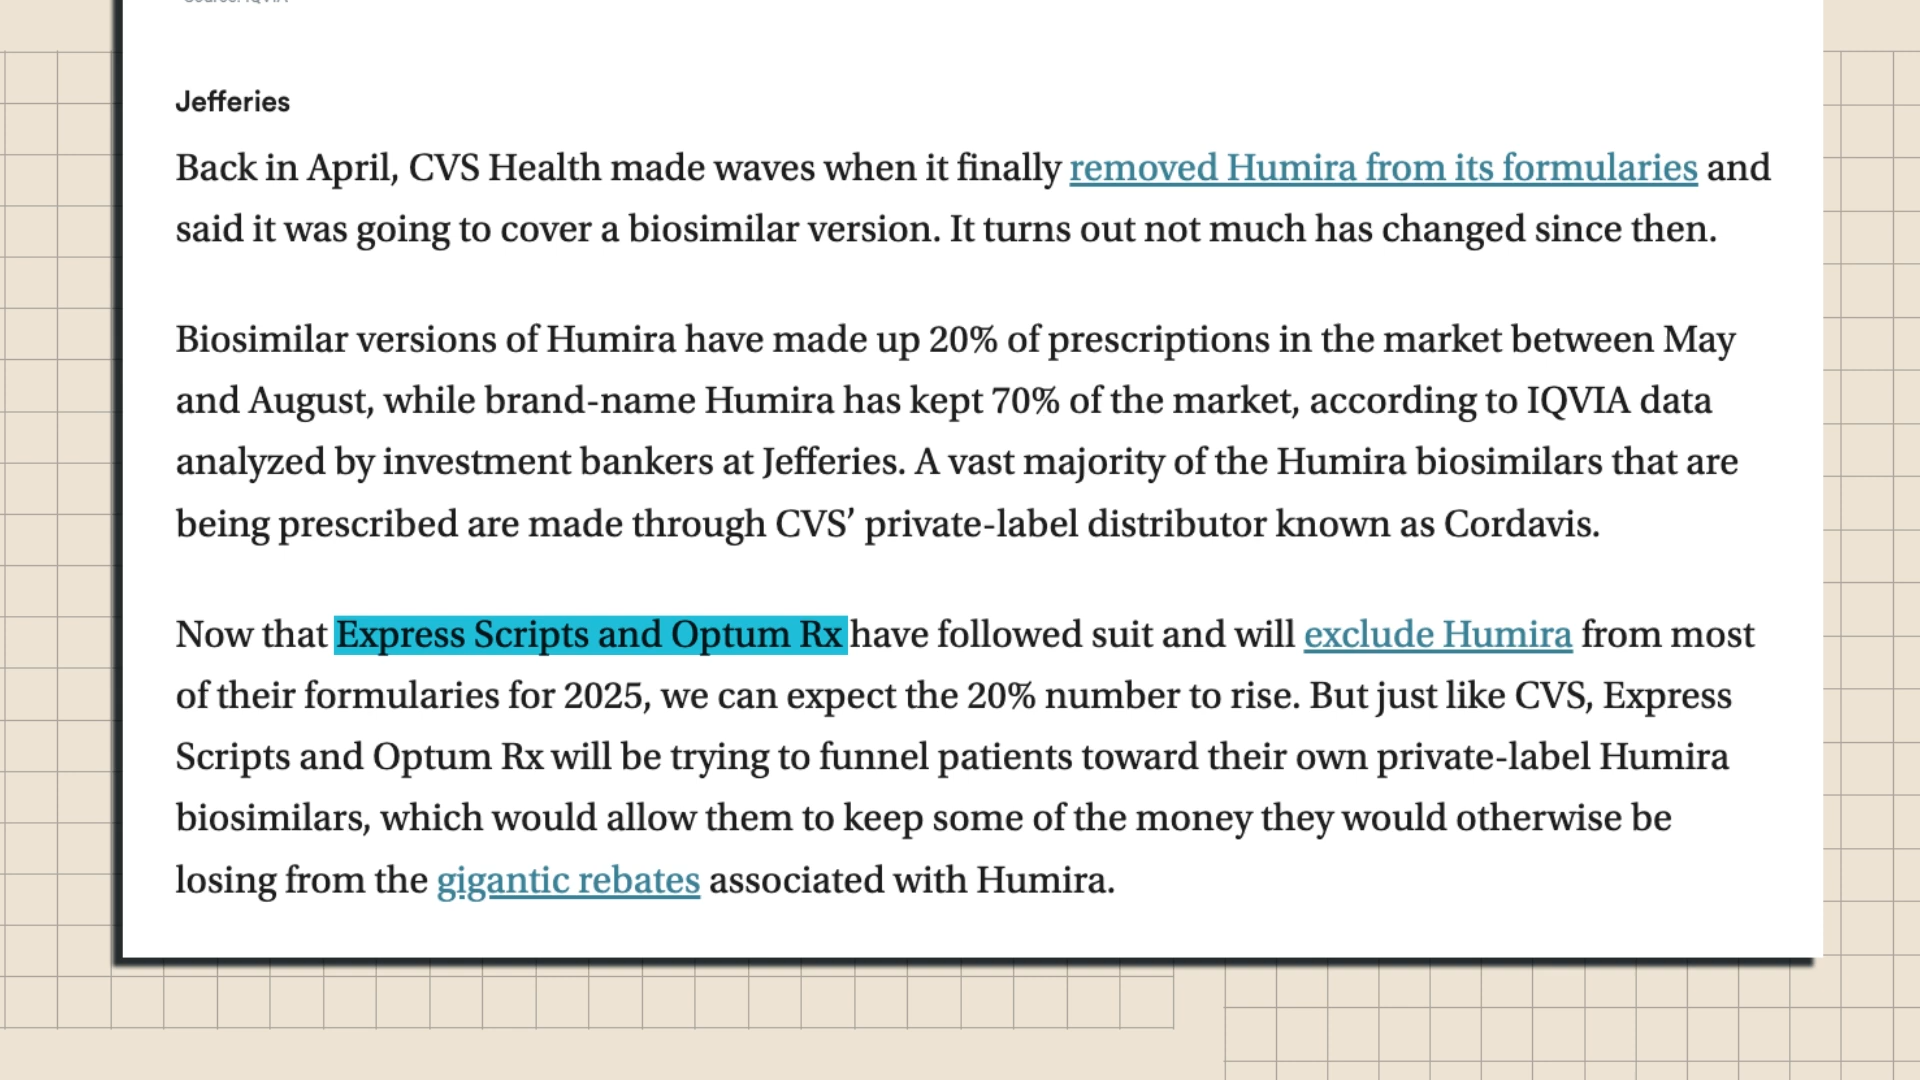 Jefferies
Back in April, CVS Health made waves when it finally removed Humira from its formularies and
said it was going to cover a biosimilar version. It turns out not much has changed since then.
Biosimilar versions of Humira have made up 20% of prescriptions in the market between May
and August, while brand-name Humira has kept 70% of the market, according to IQVIA data
analyzed by investment bankers at Jefferies. A vast majority of the Humira biosimilars that are
being prescribed are made through CVS’ private-label distributor known as Cordavis.
Now that Express Scripts and Optum Rx have followed suit and will exclude Humira from most
of their formularies for 2025, we can expect the 20% number to rise. But just like CVS, Express
Scripts and Optum Rx will be trying to funnel patients toward their own private-label Humira
biosimilars, which would allow them to keep some of the money they would otherwise be
losing from the gigantic rebates associated with Humira.